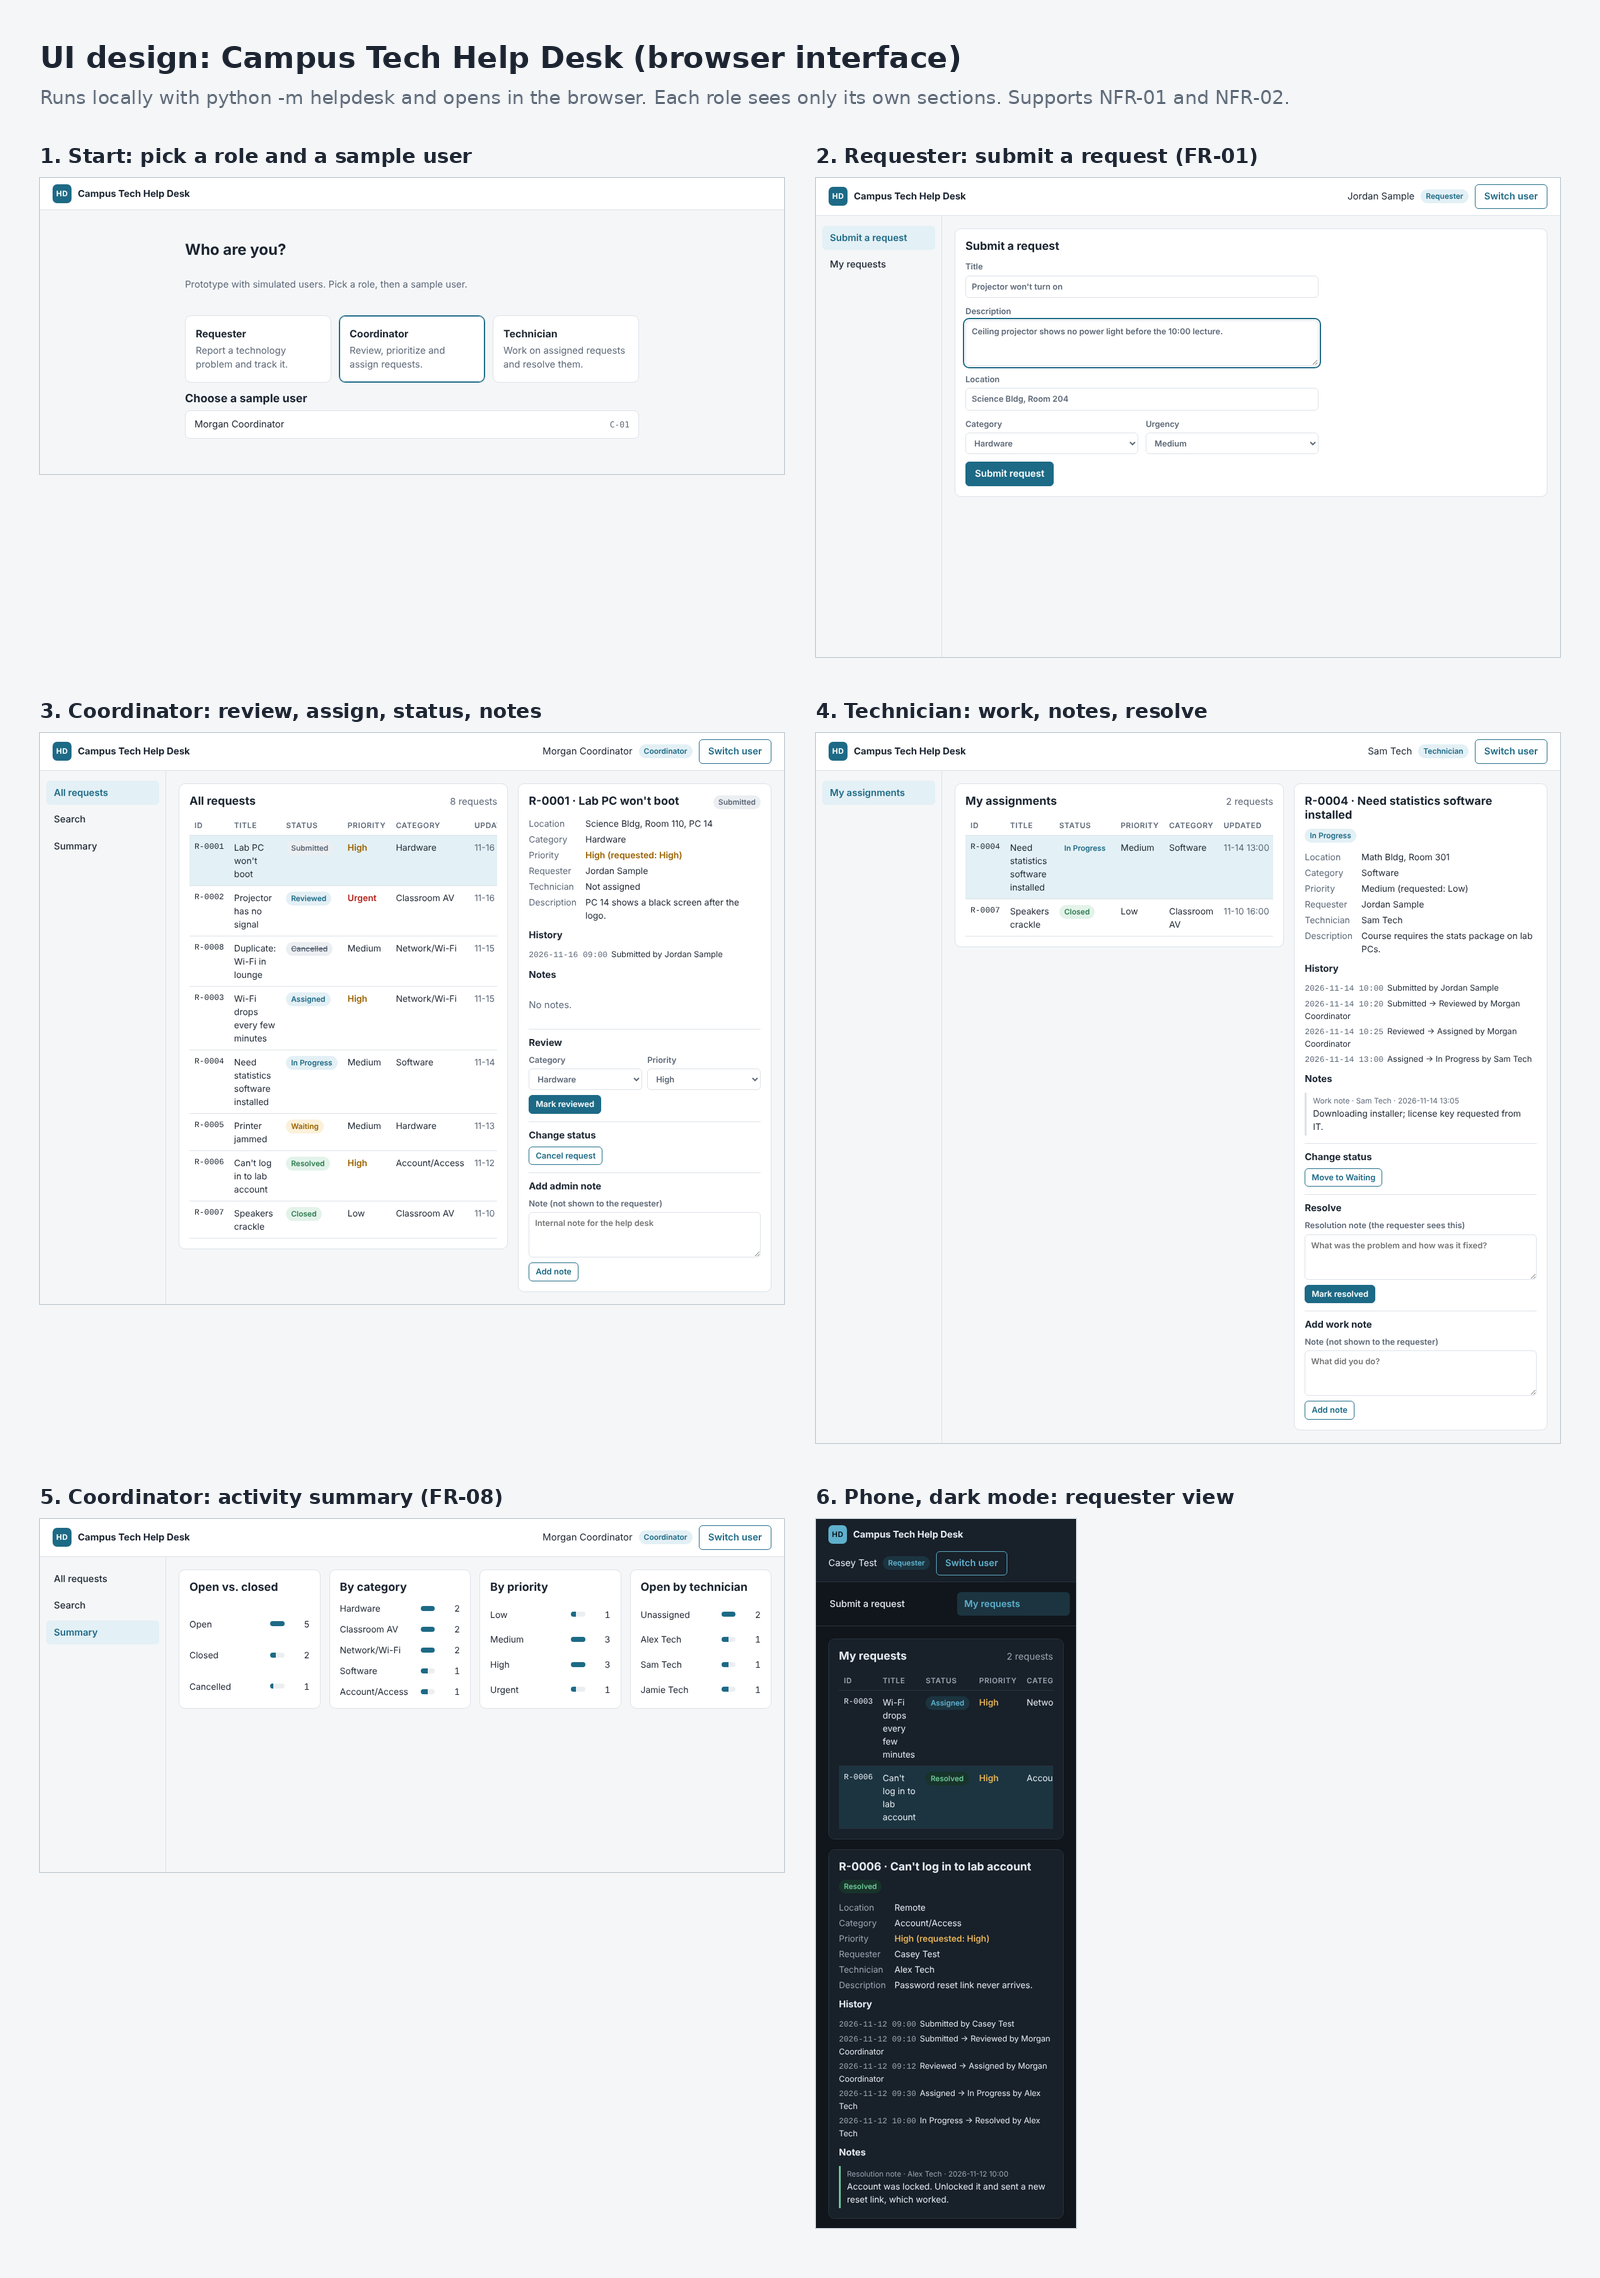 UI design: Campus Tech Help Desk (browser interface)
Runs locally with python -m helpdesk and opens in the browser. Each role sees only its own sections. Supports NFR-01 and NFR-02.
1. Start: pick a role and a sample user
HD Campus Tech Help Desk
Who are you?
Prototype with simulated users. Pick a role, then a sample user.
Requester
Report a technology
problem and track it.
Coordinator
Review, prioritize and
assign requests.
Technician
Work on assigned requests
and resolve them.
Choose a sample user
Morgan Coordinator C-01
2. Requester: submit a request (FR-01)
HD Campus Tech Help Desk Jordan Sample Requester Switch user
Submit a request
My requests
Submit a request
Title
Projector won't turn on
Description
Ceiling projector shows no power light before the 10:00 lecture.
Location
Science Bldg, Room 204
Category Urgency
Hardware Medium
Submit request
3. Coordinator: review, assign, status, notes
HD Campus Tech Help Desk Morgan Coordinator Coordinator Switch user
All requests
Search
Summary
All requests 8 requests
ID TITLE STATUS PRIORITY CATEGORY UPDA
R-0001 Lab PC Submitted High Hardware 11-16
won't
boot
R-0002 Projector Reviewed Urgent Classroom AV 11-16
has no
signal
R-0008 Duplicate: Cancelled Medium Network/Wi-Fi 11-15
Wi-Fi in
lounge
R-0003 Wi-Fi Assigned High Network/Wi-Fi 11-15
drops
every few
minutes
R-0004 Need In Progress Medium Software 11-14
statistics
software
installed
R-0005 Printer Waiting Medium Hardware 11-13
jammed
R-0006 Can't log Resolved High Account/Access 11-12
in to lab
account
R-0007 Speakers Closed Low Classroom AV 11-10
crackle
R-0001 · Lab PC won't boot Submitted
Location Science Bldg, Room 110, PC 14
Category Hardware
Priority High (requested: High)
Requester Jordan Sample
Technician Not assigned
Description PC 14 shows a black screen after the
logo.
History
2026-11-16 09:00 Submitted by Jordan Sample
Notes
No notes.
Review
Category Priority
Hardware High
Mark reviewed
Change status
Cancel request
Add admin note
Note (not shown to the requester)
Internal note for the help desk
Add note
4. Technician: work, notes, resolve
HD Campus Tech Help Desk Sam Tech Technician Switch user
My assignments
My assignments 2 requests
ID TITLE STATUS PRIORITY CATEGORY UPDATED
R-0004 Need In Progress Medium Software 11-14 13:00
statistics
software
installed
R-0007 Speakers Closed Low Classroom 11-10 16:00
crackle AV
R-0004 · Need statistics software
installed
In Progress
Location Math Bldg, Room 301
Category Software
Priority Medium (requested: Low)
Requester Jordan Sample
Technician Sam Tech
Description Course requires the stats package on lab
PCs.
History
2026-11-14 10:00 Submitted by Jordan Sample
2026-11-14 10:20 Submitted → Reviewed by Morgan
Coordinator
2026-11-14 10:25 Reviewed → Assigned by Morgan
Coordinator
2026-11-14 13:00 Assigned → In Progress by Sam Tech
Notes
Work note · Sam Tech · 2026-11-14 13:05
Downloading installer; license key requested from
IT.
Change status
Move to Waiting
Resolve
Resolution note (the requester sees this)
What was the problem and how was it fixed?
Mark resolved
Add work note
Note (not shown to the requester)
What did you do?
Add note
5. Coordinator: activity summary (FR-08)
HD Campus Tech Help Desk Morgan Coordinator Coordinator Switch user
All requests
Search
Summary
Open vs. closed
Open 5
Closed 2
Cancelled 1
By category
Hardware 2
Classroom AV 2
Network/Wi-Fi 2
Software 1
Account/Access 1
By priority
Low 1
Medium 3
High 3
Urgent 1
Open by technician
Unassigned 2
Alex Tech 1
Sam Tech 1
Jamie Tech 1
6. Phone, dark mode: requester view
HD Campus Tech Help Desk
Casey Test Requester Switch user
Submit a request My requests
My requests 2 requests
ID TITLE STATUS PRIORITY CATEG
R-0003 Wi-Fi Assigned High Netwo
drops
every
few
minutes
R-0006 Can't Resolved High Accou
log in to
lab
account
R-0006 · Can't log in to lab account
Resolved
Location Remote
Category Account/Access
Priority High (requested: High)
Requester Casey Test
Technician Alex Tech
Description Password reset link never arrives.
History
2026-11-12 09:00 Submitted by Casey Test
2026-11-12 09:10 Submitted → Reviewed by Morgan
Coordinator
2026-11-12 09:12 Reviewed → Assigned by Morgan
Coordinator
2026-11-12 09:30 Assigned → In Progress by Alex
Tech
2026-11-12 10:00 In Progress → Resolved by Alex
Tech
Notes
Resolution note · Alex Tech · 2026-11-12 10:00
Account was locked. Unlocked it and sent a new
reset link, which worked.